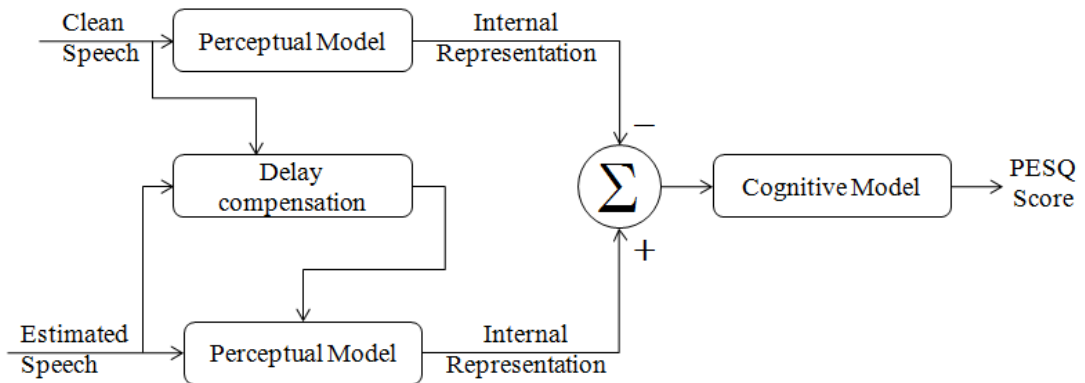 Clean
Speech
Perceptual Model
Internal
Representation
−
Delay
compensation
Σ
Cognitive Model
PESQ
Score
+
Estimated
Speech
Perceptual Model
Internal
Representation